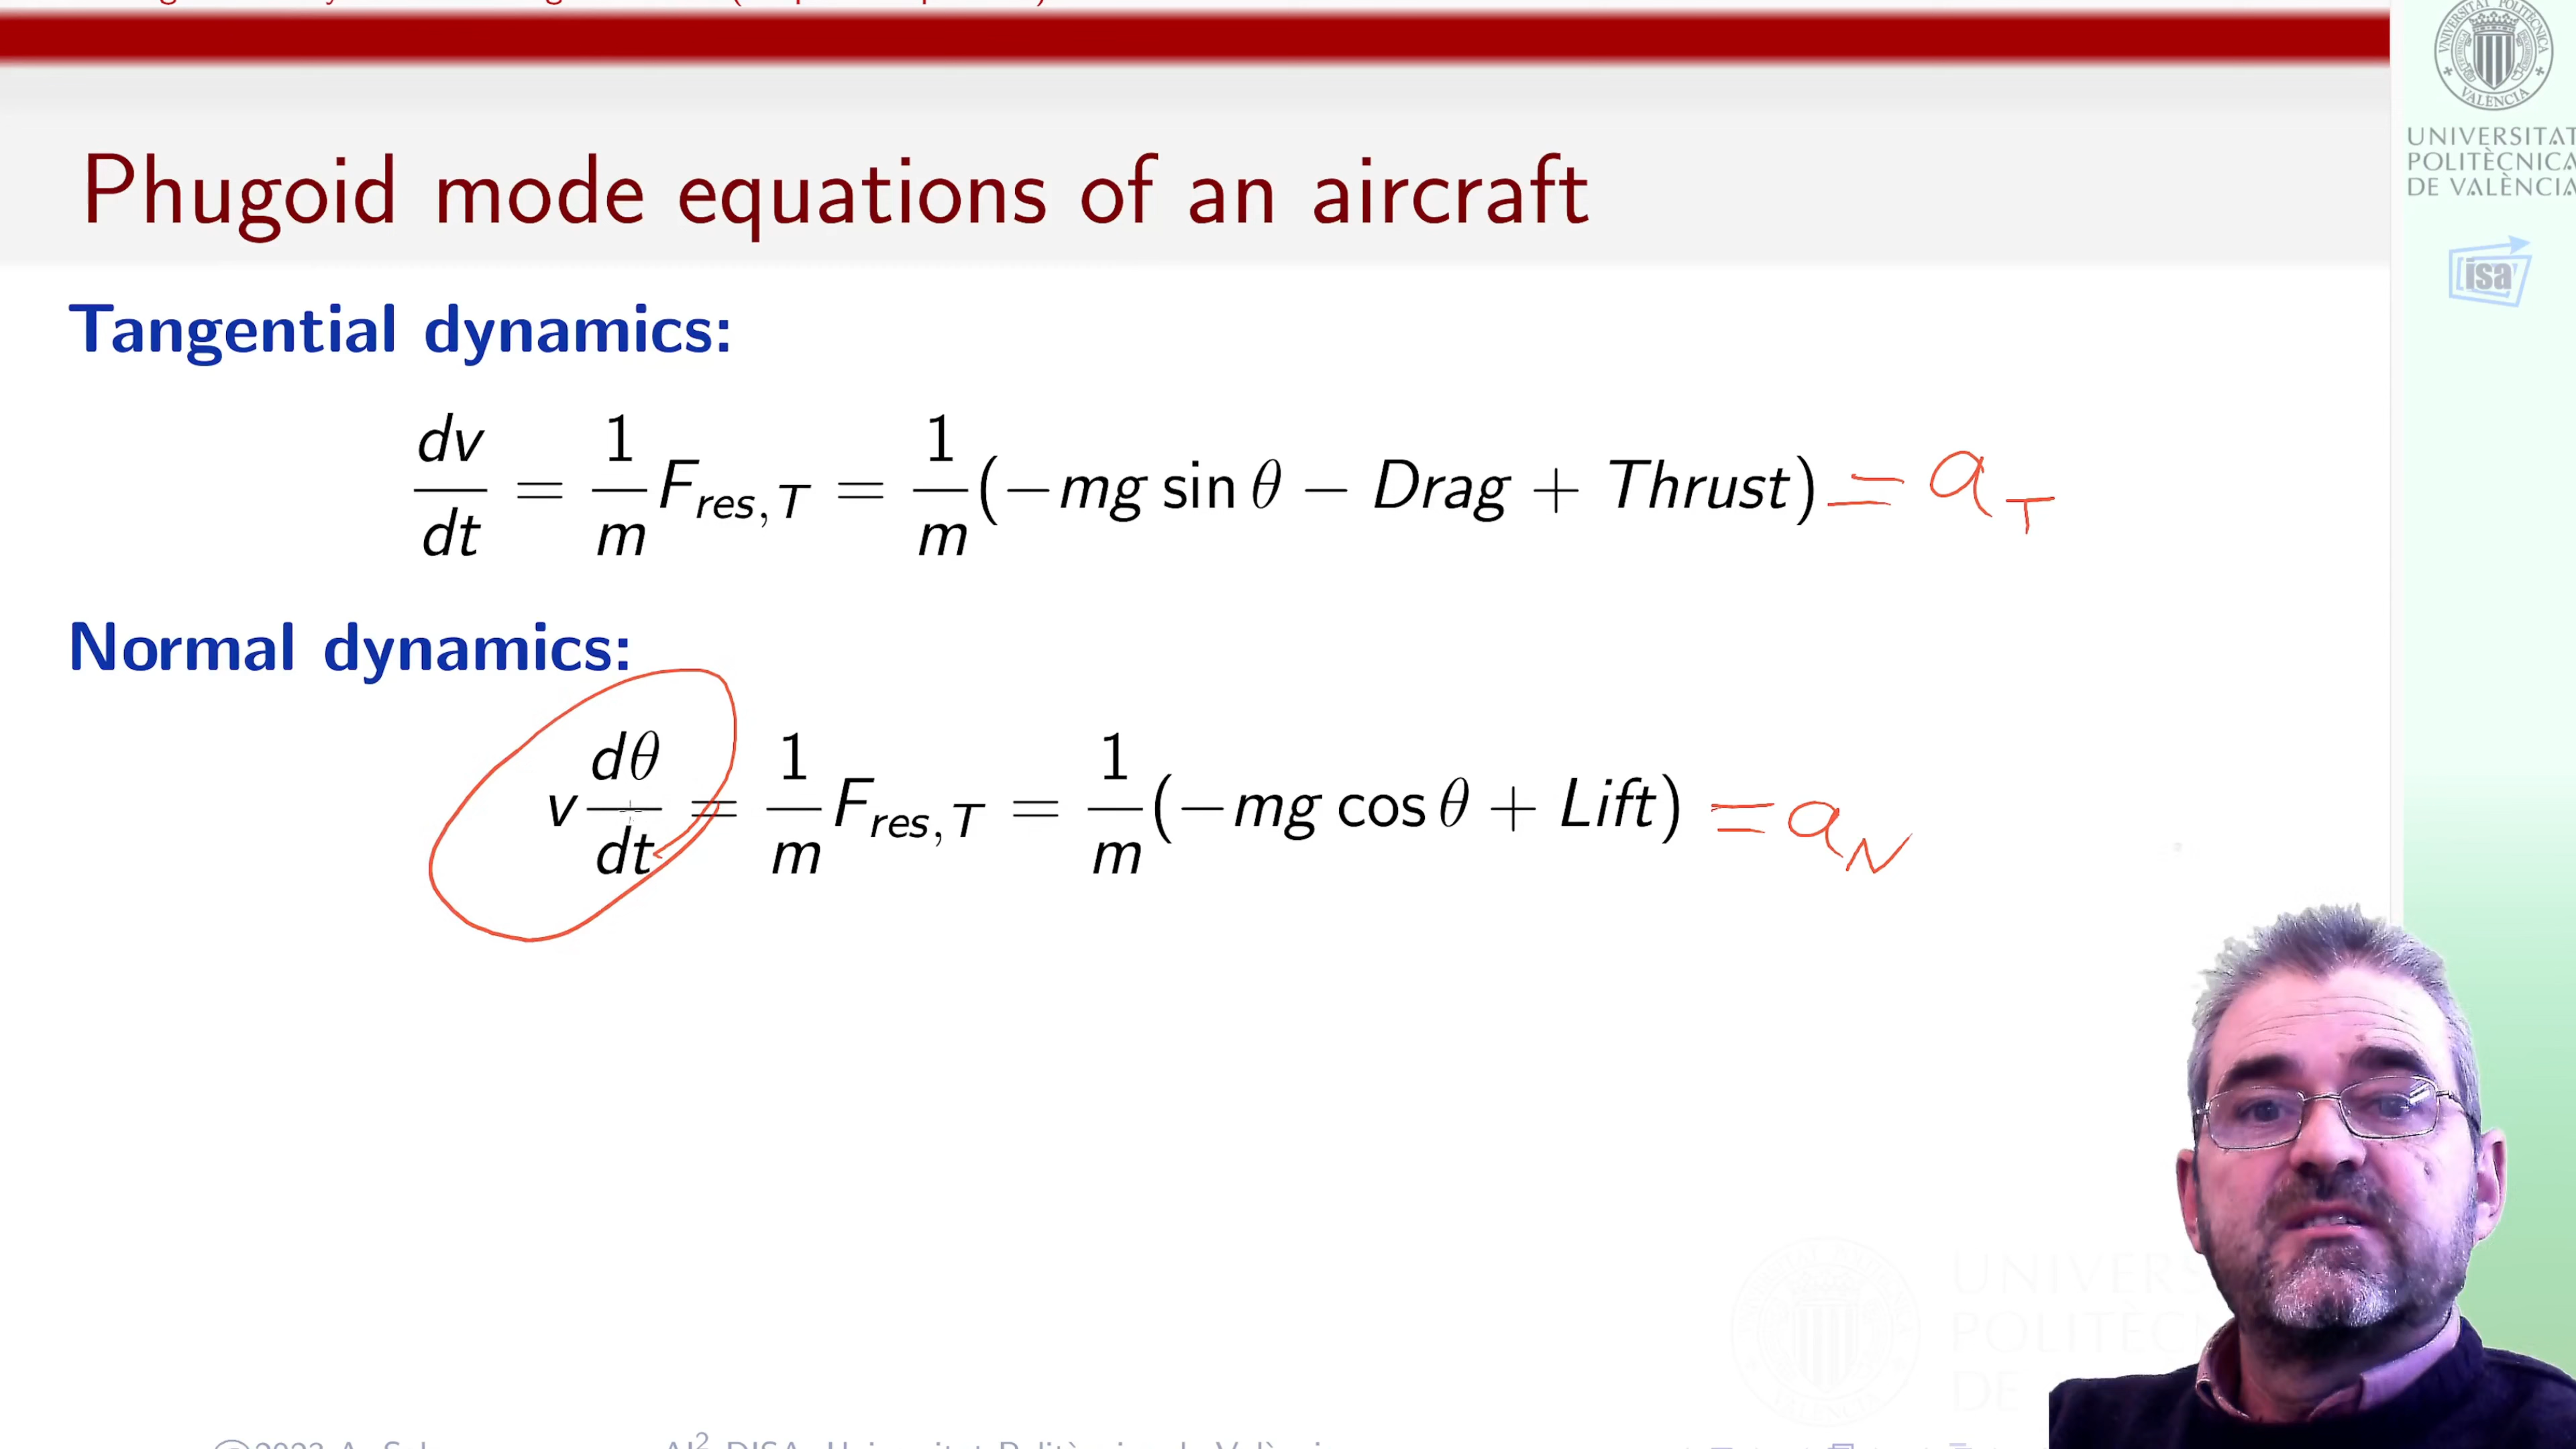 Phugoid mode equations of an aircraft
Tangential dynamics:
dv/dt = 1/m F_res,T = 1/m (−mg sin θ − Drag + Thrust) = a_T
Normal dynamics:
v dθ/dt = 1/m F_res,T = 1/m (−mg cos θ + Lift) = a_N
UNIVERSITAT
POLITÈCNICA
DE VALÈNCIA
isa